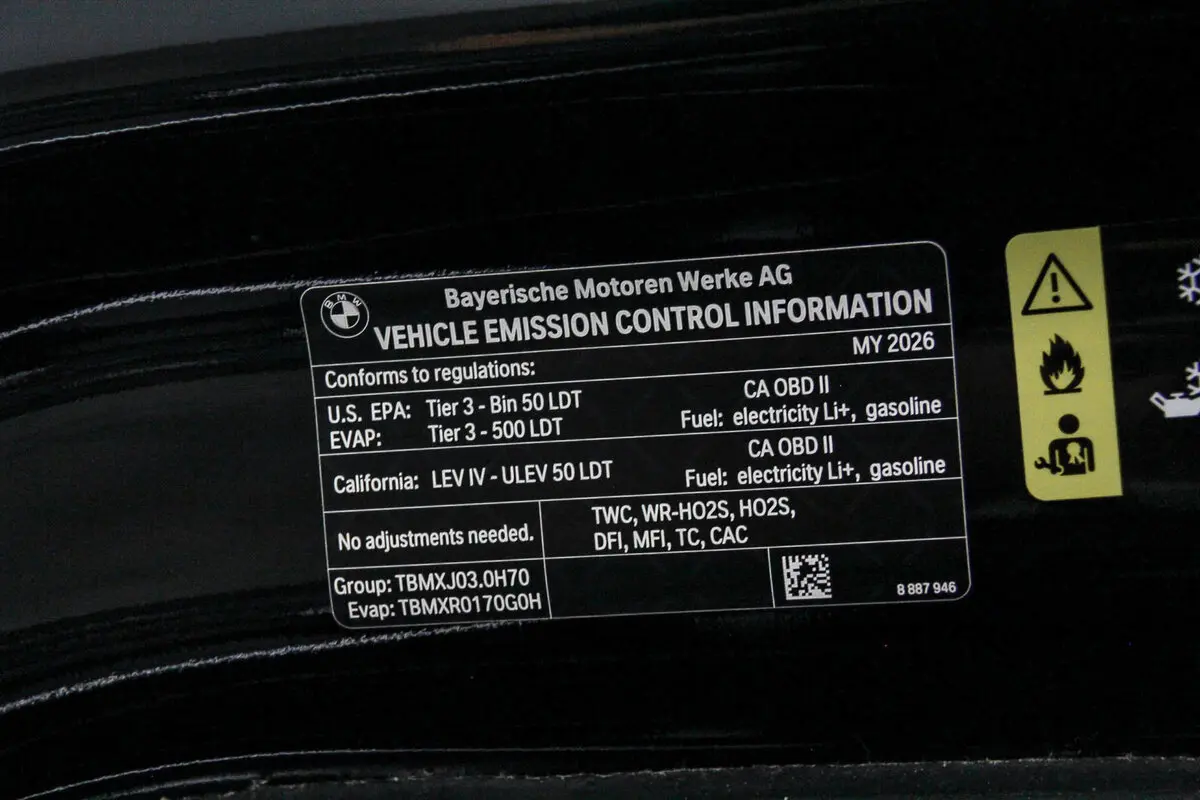 BMW
Bayerische Motoren Werke AG
VEHICLE EMISSION CONTROL INFORMATION
MY 2026
Conforms to regulations:
U.S. EPA: Tier 3 - Bin 50 LDT CA OBD II
EVAP: Tier 3 - 500 LDT Fuel: electricity Li+, gasoline
CA OBD II
California: LEV IV - ULEV 50 LDT Fuel: electricity Li+, gasoline
No adjustments needed. TWC, WR-HO2S, HO2S,
DFI, MFI, TC, CAC
Group: TBMXJ03.0H70
Evap: TBMXR0170G0H
8 887 946